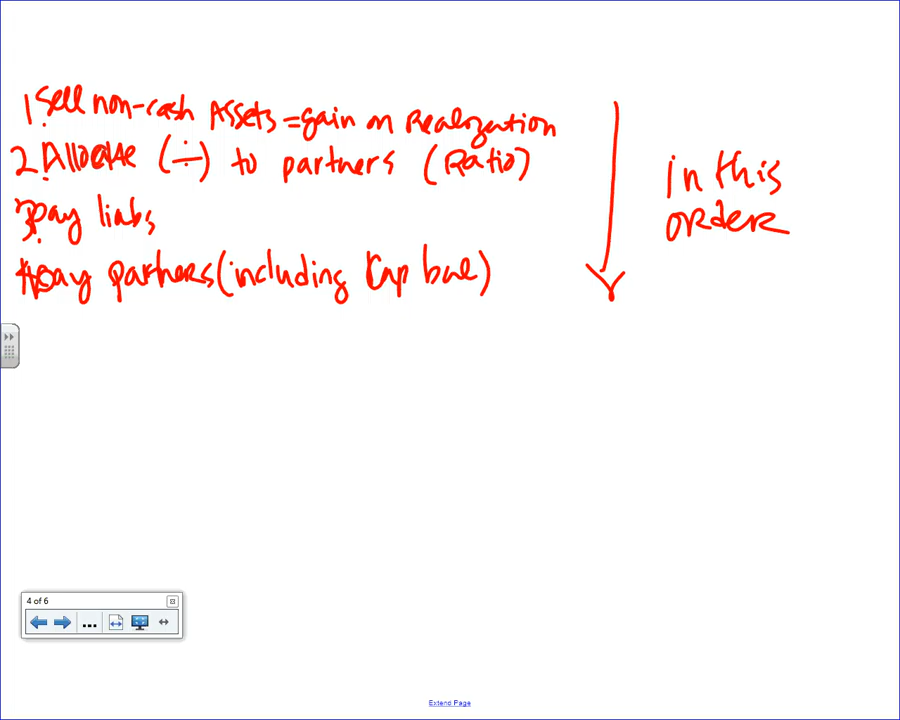 1. Sell non-cash Assets = gain on Realization
2. Allocate (÷) to partners (Ratio)
3. Pay liabs
4. Pay partners (including Cap bal)
in this
order
4 of 6
...
Extend Page